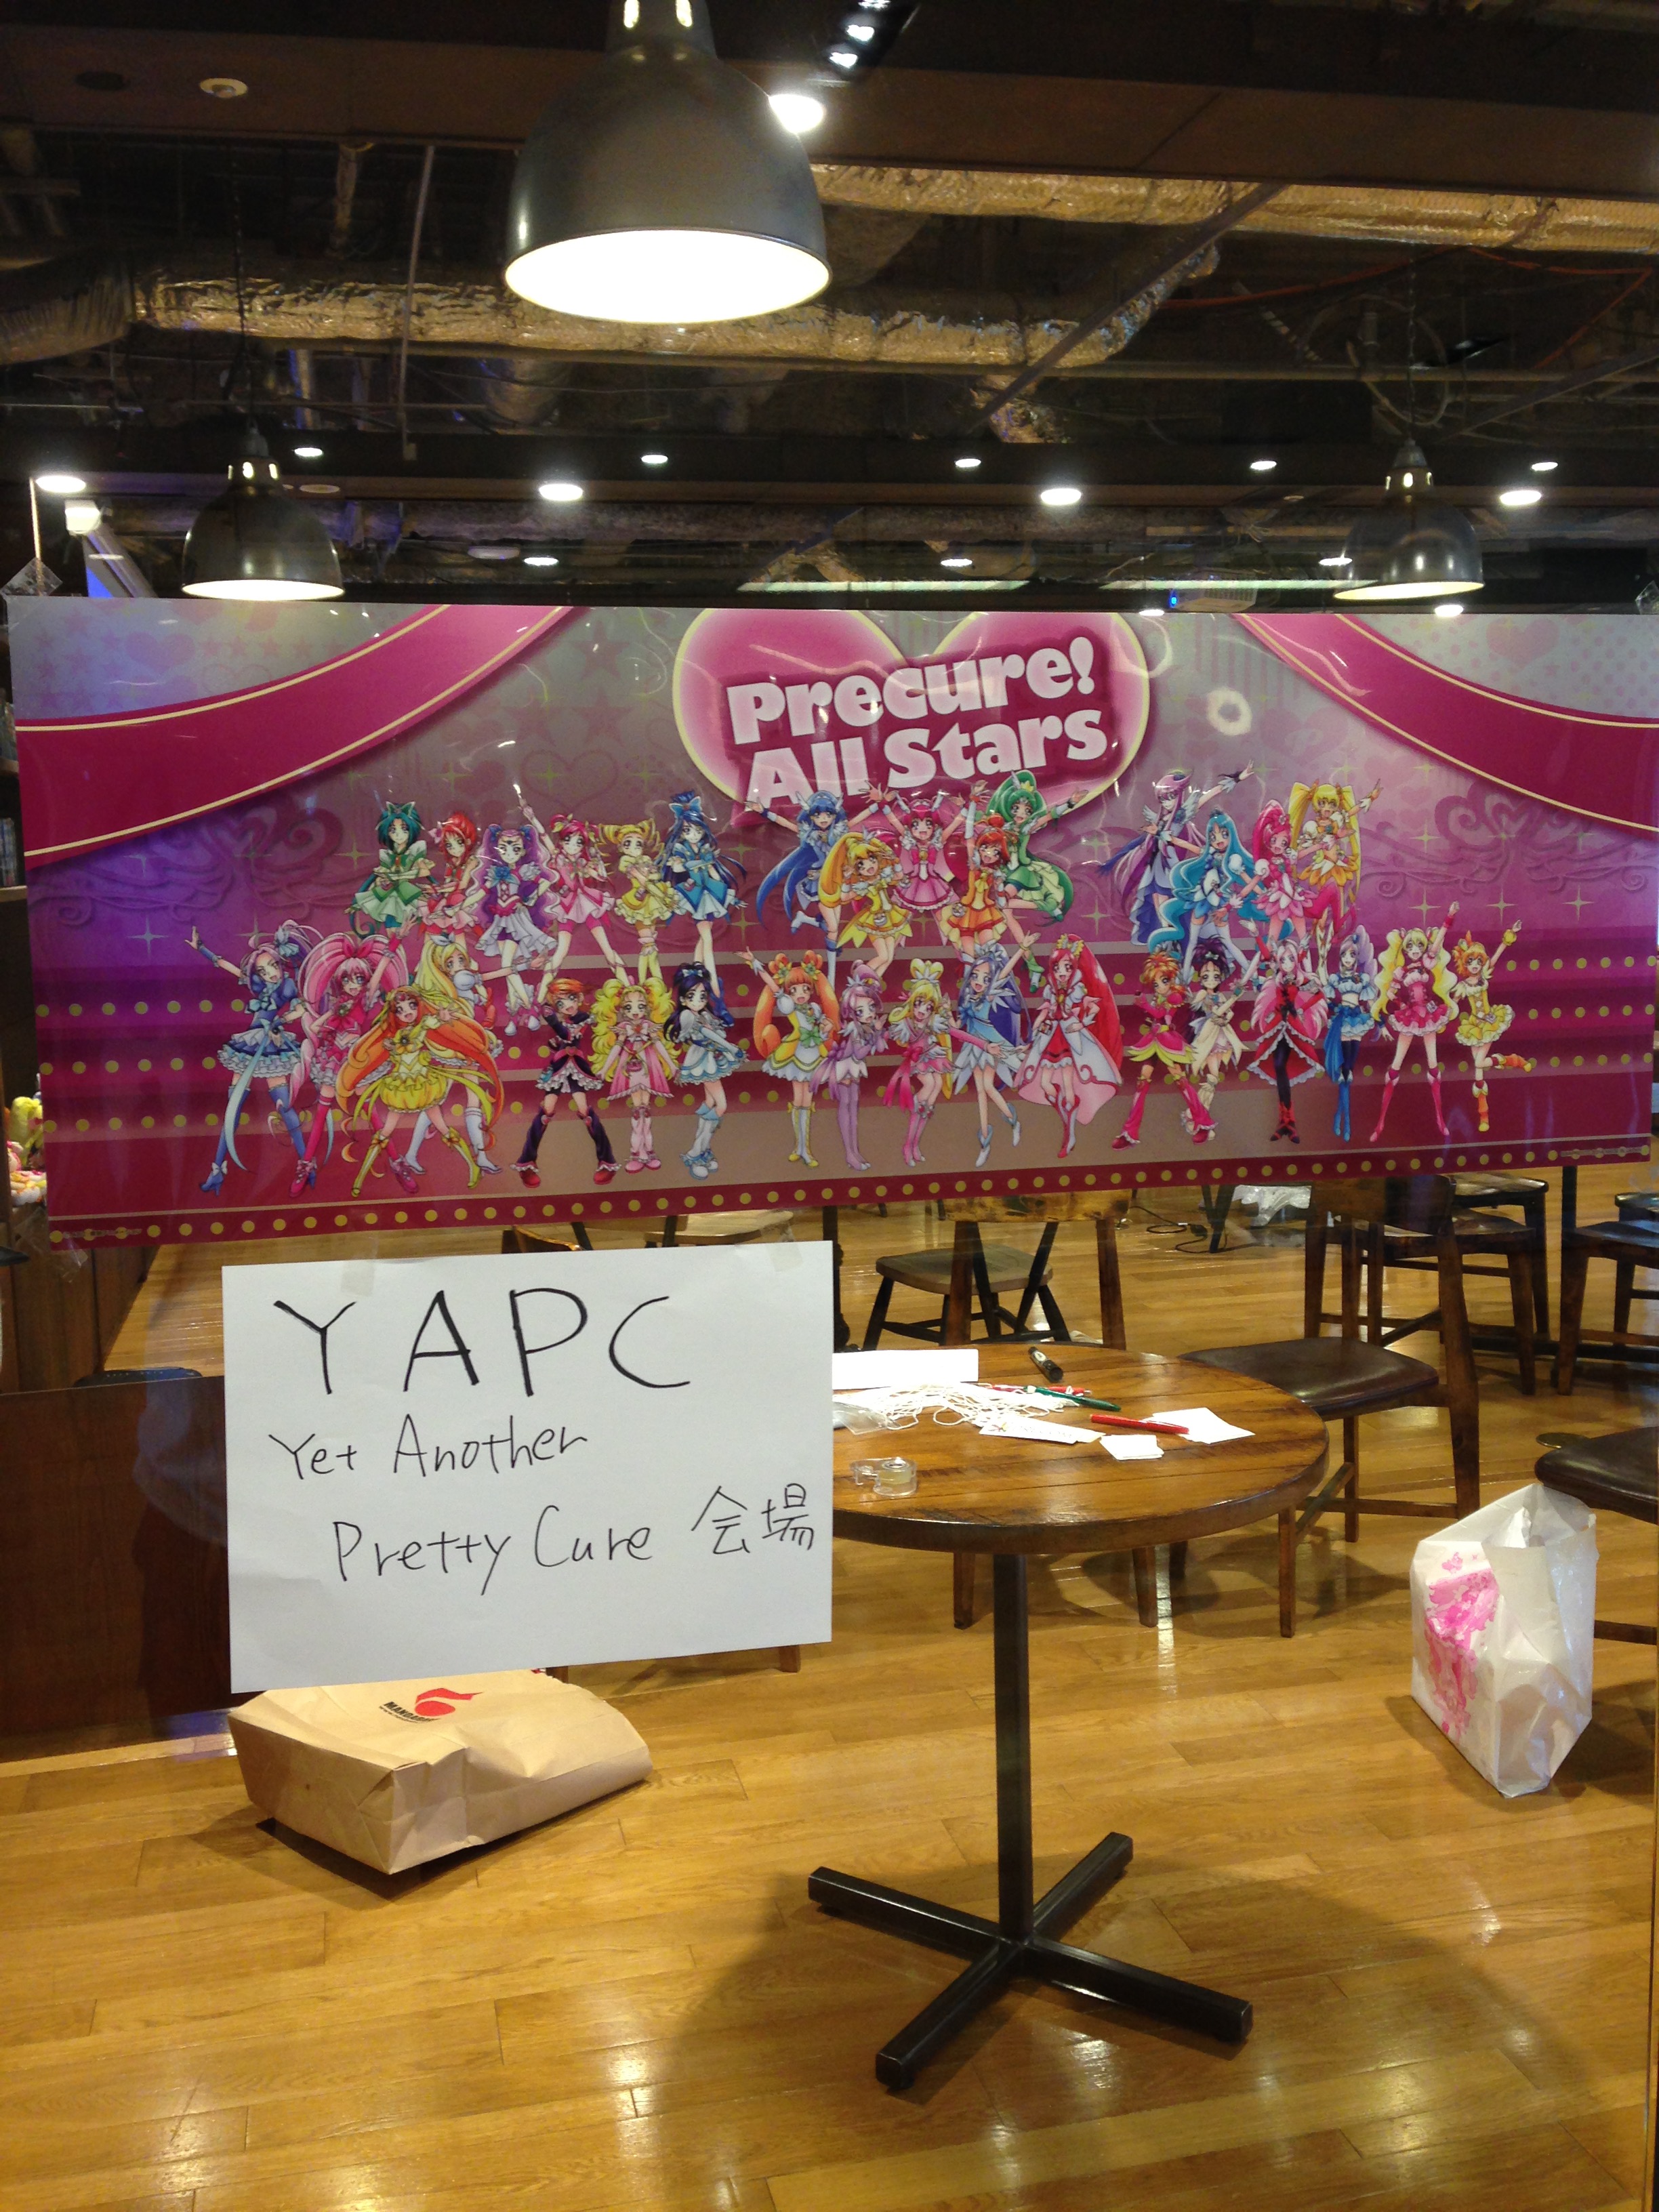 Precure!
All Stars
YAPC
Yet Another
Pretty Cure 会場